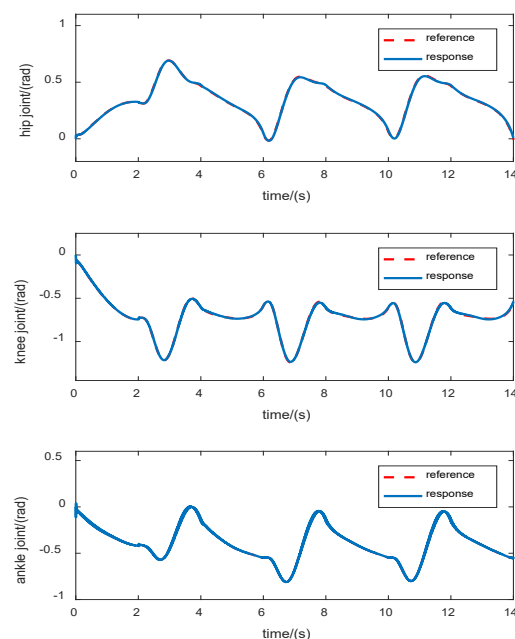 1
0.5
0
hip joint/(rad)
reference
response
0 2 4 6 8 10 12 14
time/(s)
0
-0.5
-1
knee joint/(rad)
reference
response
0 2 4 6 8 10 12 14
time/(s)
0.5
0
-0.5
-1
ankle joint/(rad)
reference
response
0 2 4 6 8 10 12 14
time/(s)